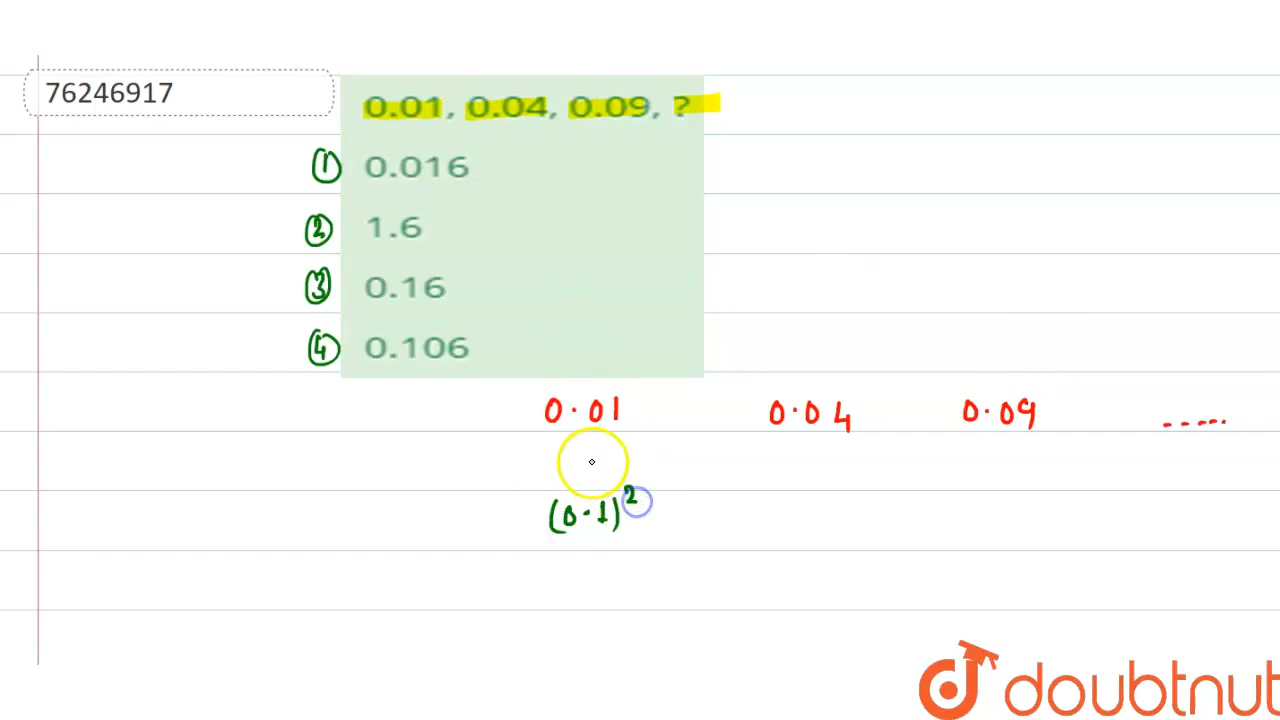 76246917
0.01, 0.04, 0.09, ?
① 0.016
② 1.6
③ 0.16
④ 0.106
0.01 0.04 0.09 .....
(0.1)²
doubtnut